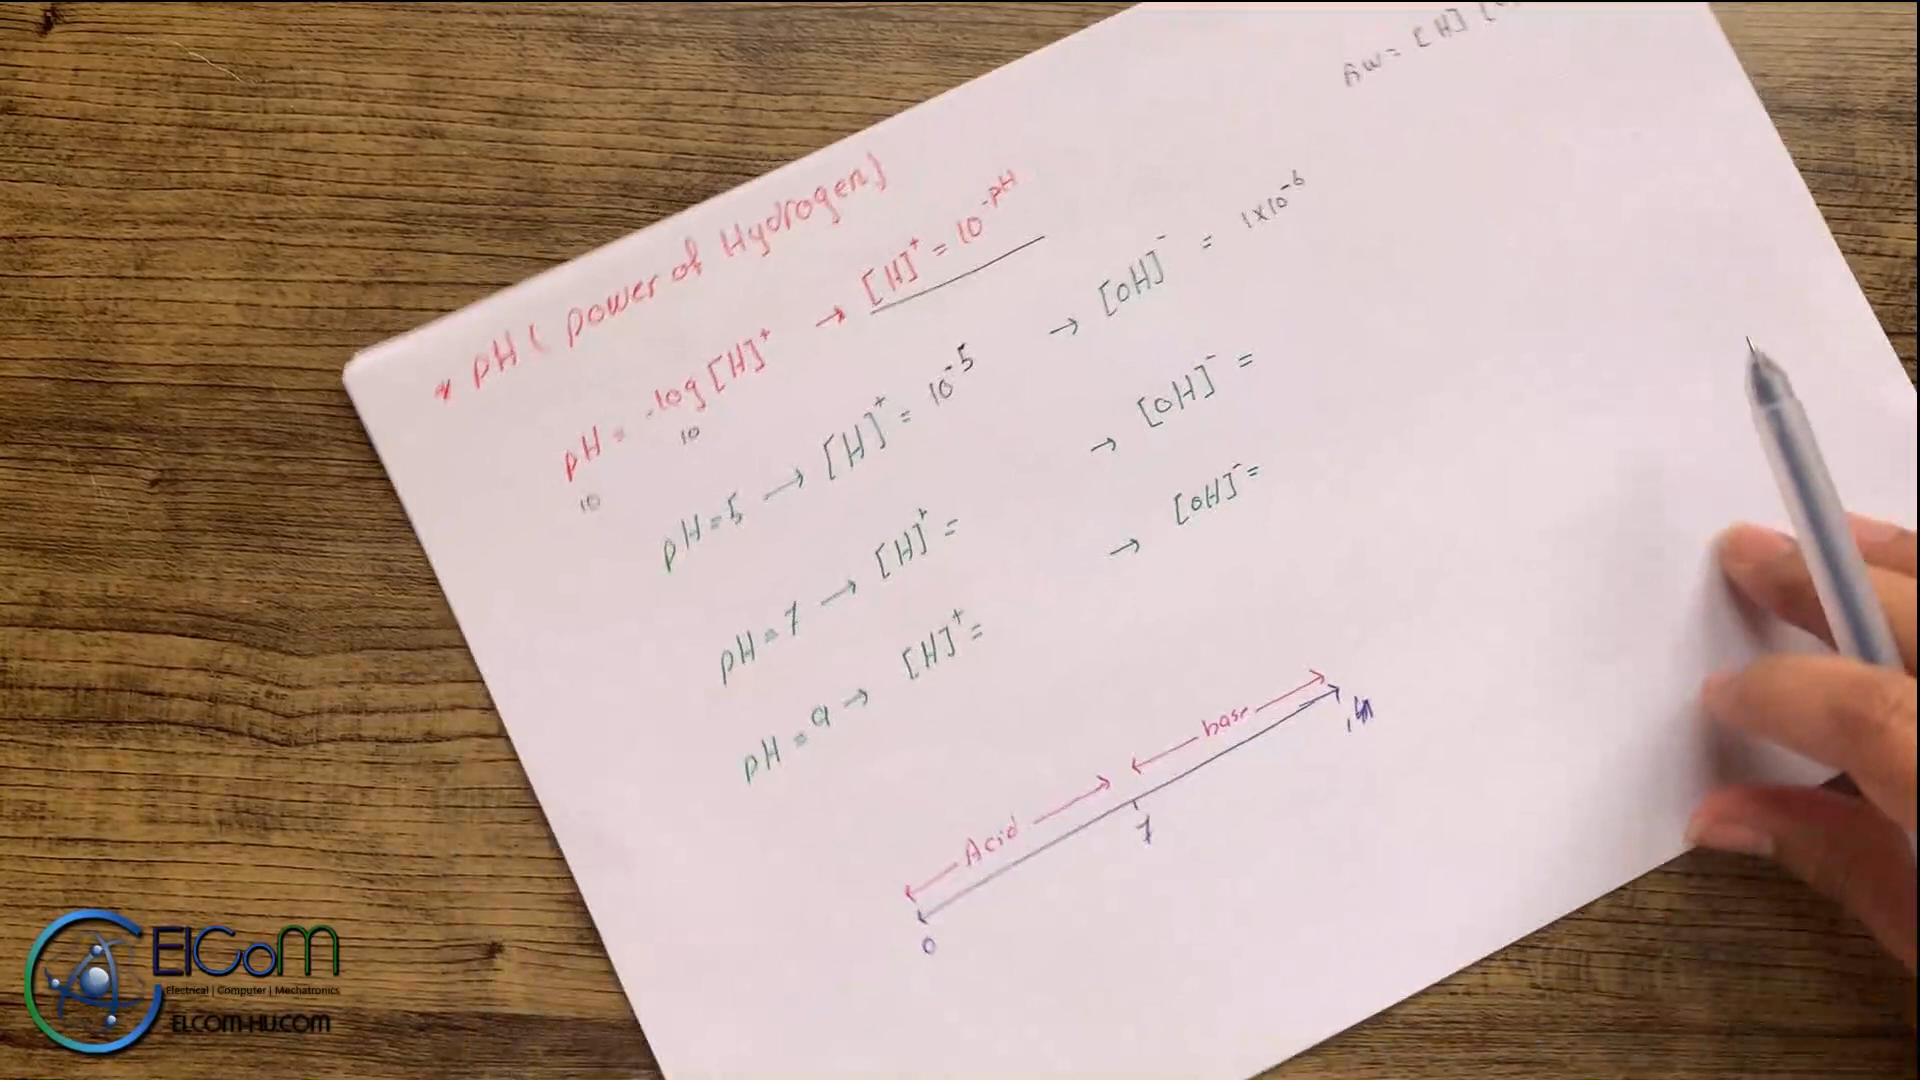 * pH ( power of Hydrogen)
pH = -log [H]⁺ → [H]⁺ = 10⁻ᵖᴴ
10
10
pH = 5 → [H]⁺ = 10⁻⁵ → [OH]⁻ = 1x10⁻⁶
pH = 7 → [H]⁺ = → [OH]⁻ =
pH = 9 → [H]⁺ = → [OH]⁻ =
= [H] [
Acid
base
0
7
14
ElCoM
Electrical | Computer | Mechatronics
ELCOM-HU.COM